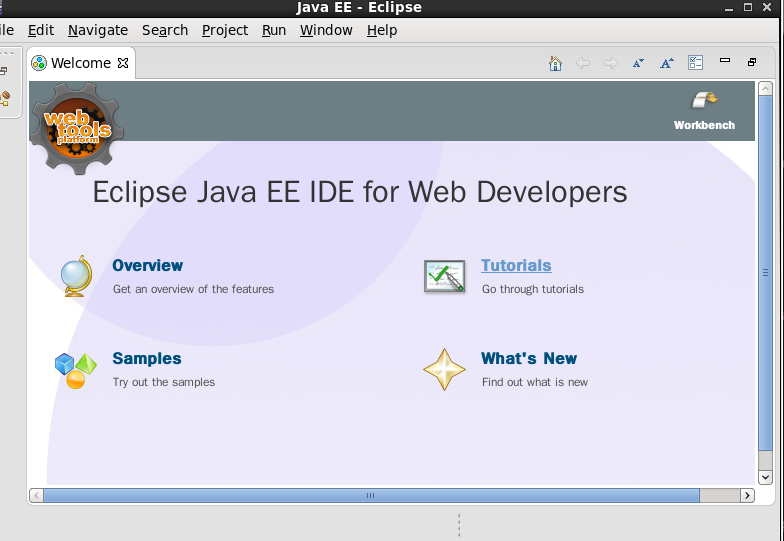 Java EE - Eclipse
ile Edit Navigate Search Project Run Window Help
Welcome
web
tools
platform
Workbench
Eclipse Java EE IDE for Web Developers
Overview
Get an overview of the features
Tutorials
Go through tutorials
Samples
Try out the samples
What's New
Find out what is new